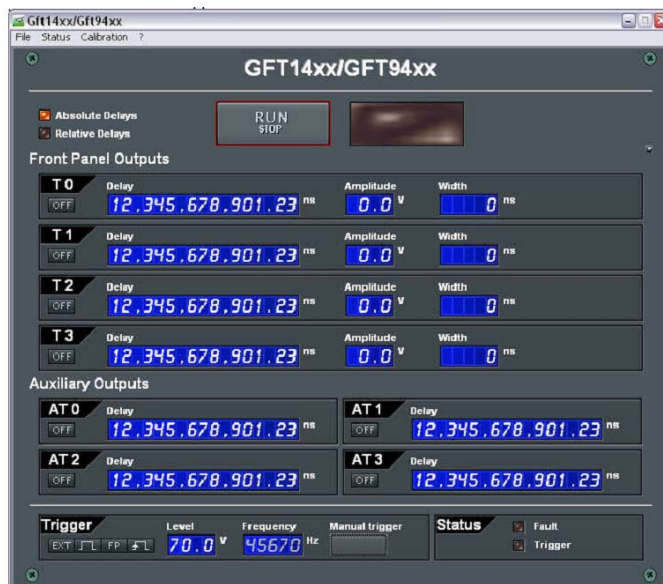 Gft14xx/Gft94xx
File Status Calibration ?
GFT14xx/GFT94xx
Absolute Delays
Relative Delays
RUN
STOP
Front Panel Outputs
T0 Delay Amplitude Width
OFF 12,345,678,901.23 ns 0.0 V 0 ns
T1 Delay Amplitude Width
OFF 12,345,678,901.23 ns 0.0 V 0 ns
T2 Delay Amplitude Width
OFF 12,345,678,901.23 ns 0.0 V 0 ns
T3 Delay Amplitude Width
OFF 12,345,678,901.23 ns 0.0 V 0 ns
Auxiliary Outputs
AT0 Delay
OFF 12,345,678,901.23 ns
AT1 Delay
OFF 12,345,678,901.23 ns
AT2 Delay
OFF 12,345,678,901.23 ns
AT3 Delay
OFF 12,345,678,901.23 ns
Trigger Level Frequency Manual trigger
EXT FP 70.0 V 45670 Hz
Status Fault
Trigger